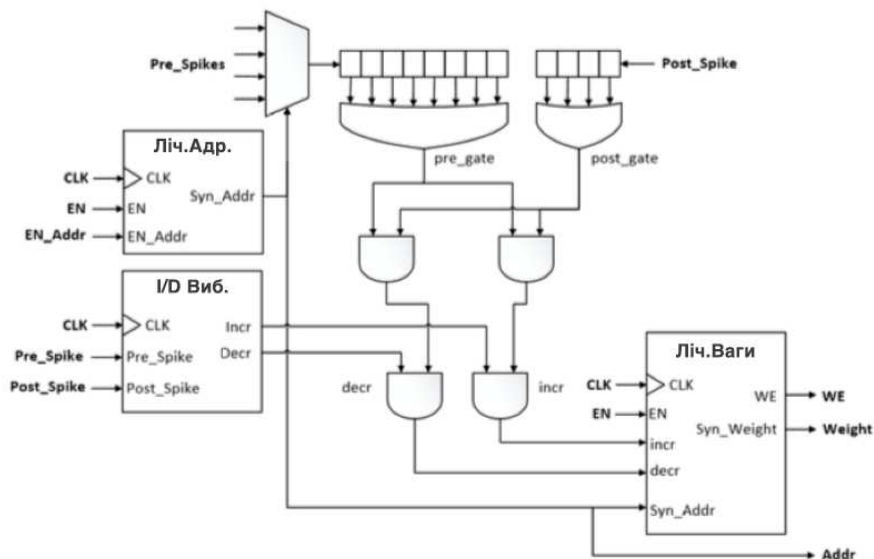 Pre_Spikes
Post_Spike
pre_gate
post_gate
Ліч.Адр.
CLK
CLK
Syn_Addr
EN
EN
EN_Addr
EN_Addr
I/D Виб.
CLK
CLK
Incr
Pre_Spike
Pre_Spike
Decr
Post_Spike
Post_Spike
decr
incr
Ліч.Ваги
CLK
CLK
WE
WE
EN
EN
Syn_Weight
Weight
incr
decr
Syn_Addr
Addr